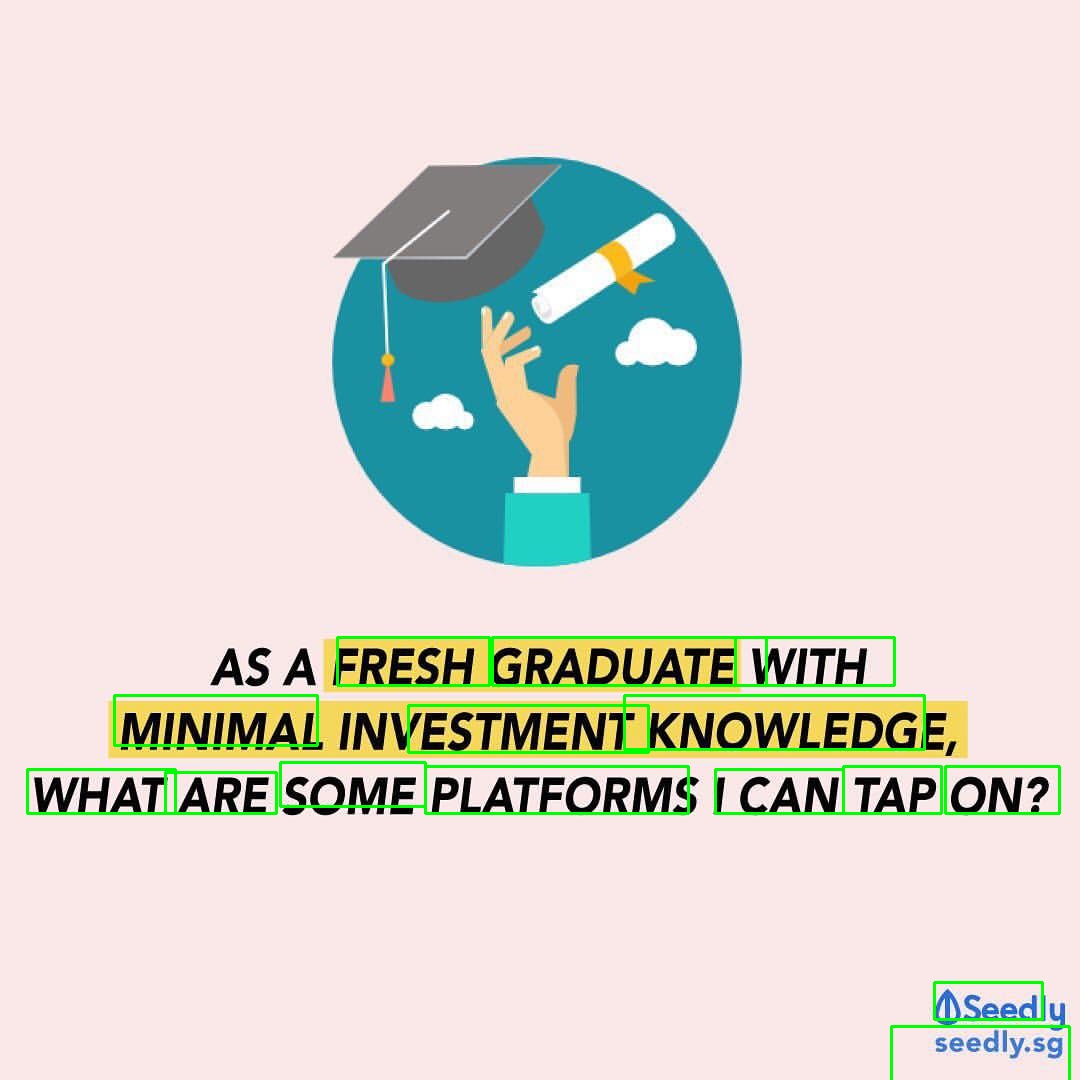 AS A FRESH GRADUATE WITH
MINIMAL INVESTMENT KNOWLEDGE,
WHAT ARE SOME PLATFORMS I CAN TAP ON?
Seedly
seedly.sg